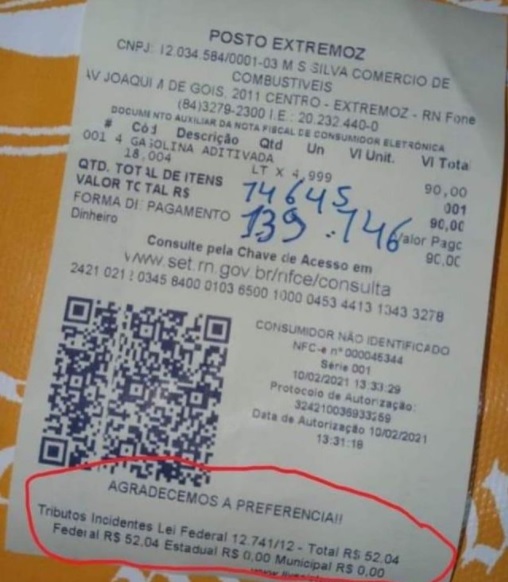 POSTO EXTREMOZ
CNPJ: 12.034.584/0001-03 M S SILVA COMERCIO DE
COMBUSTIVEIS
AV JOAQUIM DE GOIS, 2011 CENTRO - EXTREMOZ - RN Fone
(84)3279-2300 I.E.: 20.232.440-0
DOCUMENTO AUXILIAR DA NOTA FISCAL DE CONSUMIDOR ELETRÔNICA
# Cód Descrição Qtd Un Vl Unit. Vl Total
001 4 GASOLINA ADITIVADA
18,004 LT X 4,999 90,00
QTD. TOTAL DE ITENS 001
VALOR TOTAL R$ 90,00
FORMA DE PAGAMENTO Valor Pago
Dinheiro 90,00
74645
139.746
Consulte pela Chave de Acesso em
www.set.rn.gov.br/nfce/consulta
0345 8400 0103 6500 1000 0453 4413 1343 3278
CONSUMIDOR NÃO IDENTIFICADO
NFC-e nº 000045344
Série 001
10/02/2021 13:33:29
Protocolo de Autorização:
324210036933259
Data de Autorização 10/02/2021
13:31:18
AGRADECEMOS A PREFERENCIA!!
Tributos Incidentes Lei Federal 12.741/12 - Total R$ 52,04
Federal R$ 52,04 Estadual R$ 0,00 Municipal R$ 0,00